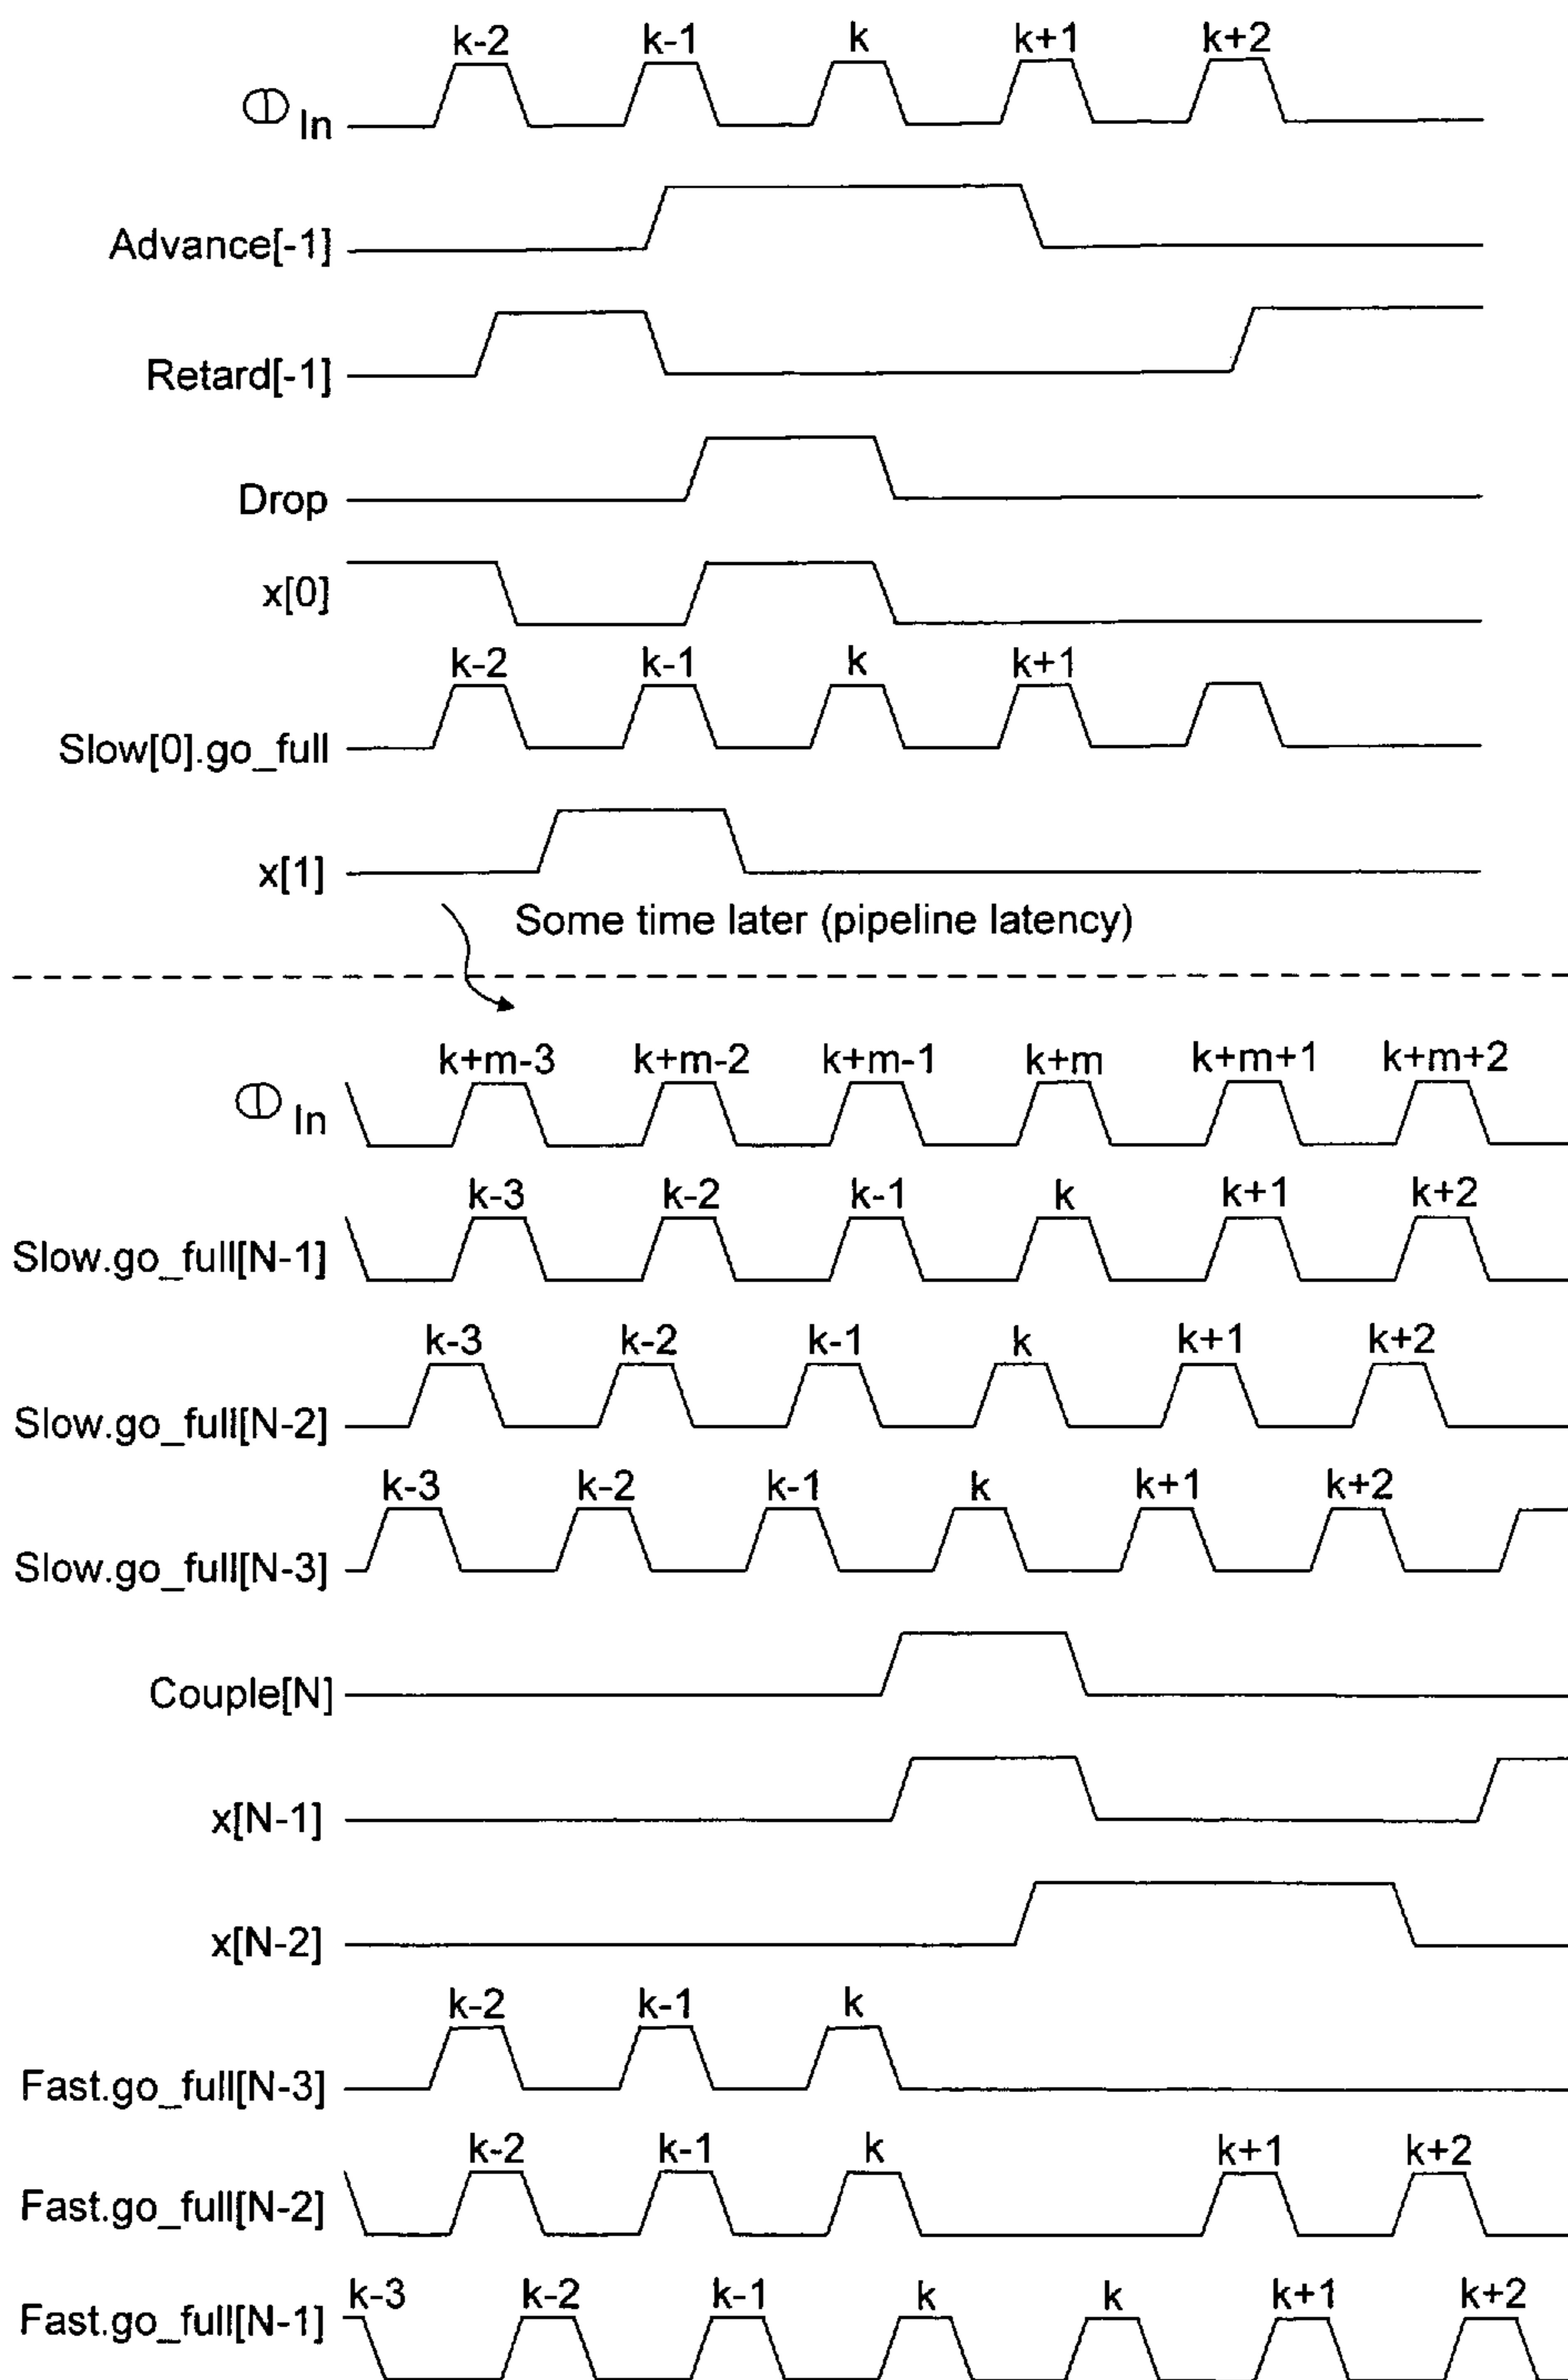 k-2 k-1 k k+1 k+2
Φ In
Advance[-1]
Retard[-1]
Drop
x[0]
k-2 k-1 k k+1
Slow[0].go_full
x[1]
Some time later (pipeline latency)
k+m-3 k+m-2 k+m-1 k+m k+m+1 k+m+2
Φ In
k-3 k-2 k-1 k k+1 k+2
Slow.go_full[N-1]
k-3 k-2 k-1 k k+1 k+2
Slow.go_full[N-2]
k-3 k-2 k-1 k k+1 k+2
Slow.go_full[N-3]
Couple[N]
x[N-1]
x[N-2]
k-2 k-1 k
Fast.go_full[N-3]
k-2 k-1 k k+1 k+2
Fast.go_full[N-2]
k-3 k-2 k-1 k k k+1 k+2
Fast.go_full[N-1]